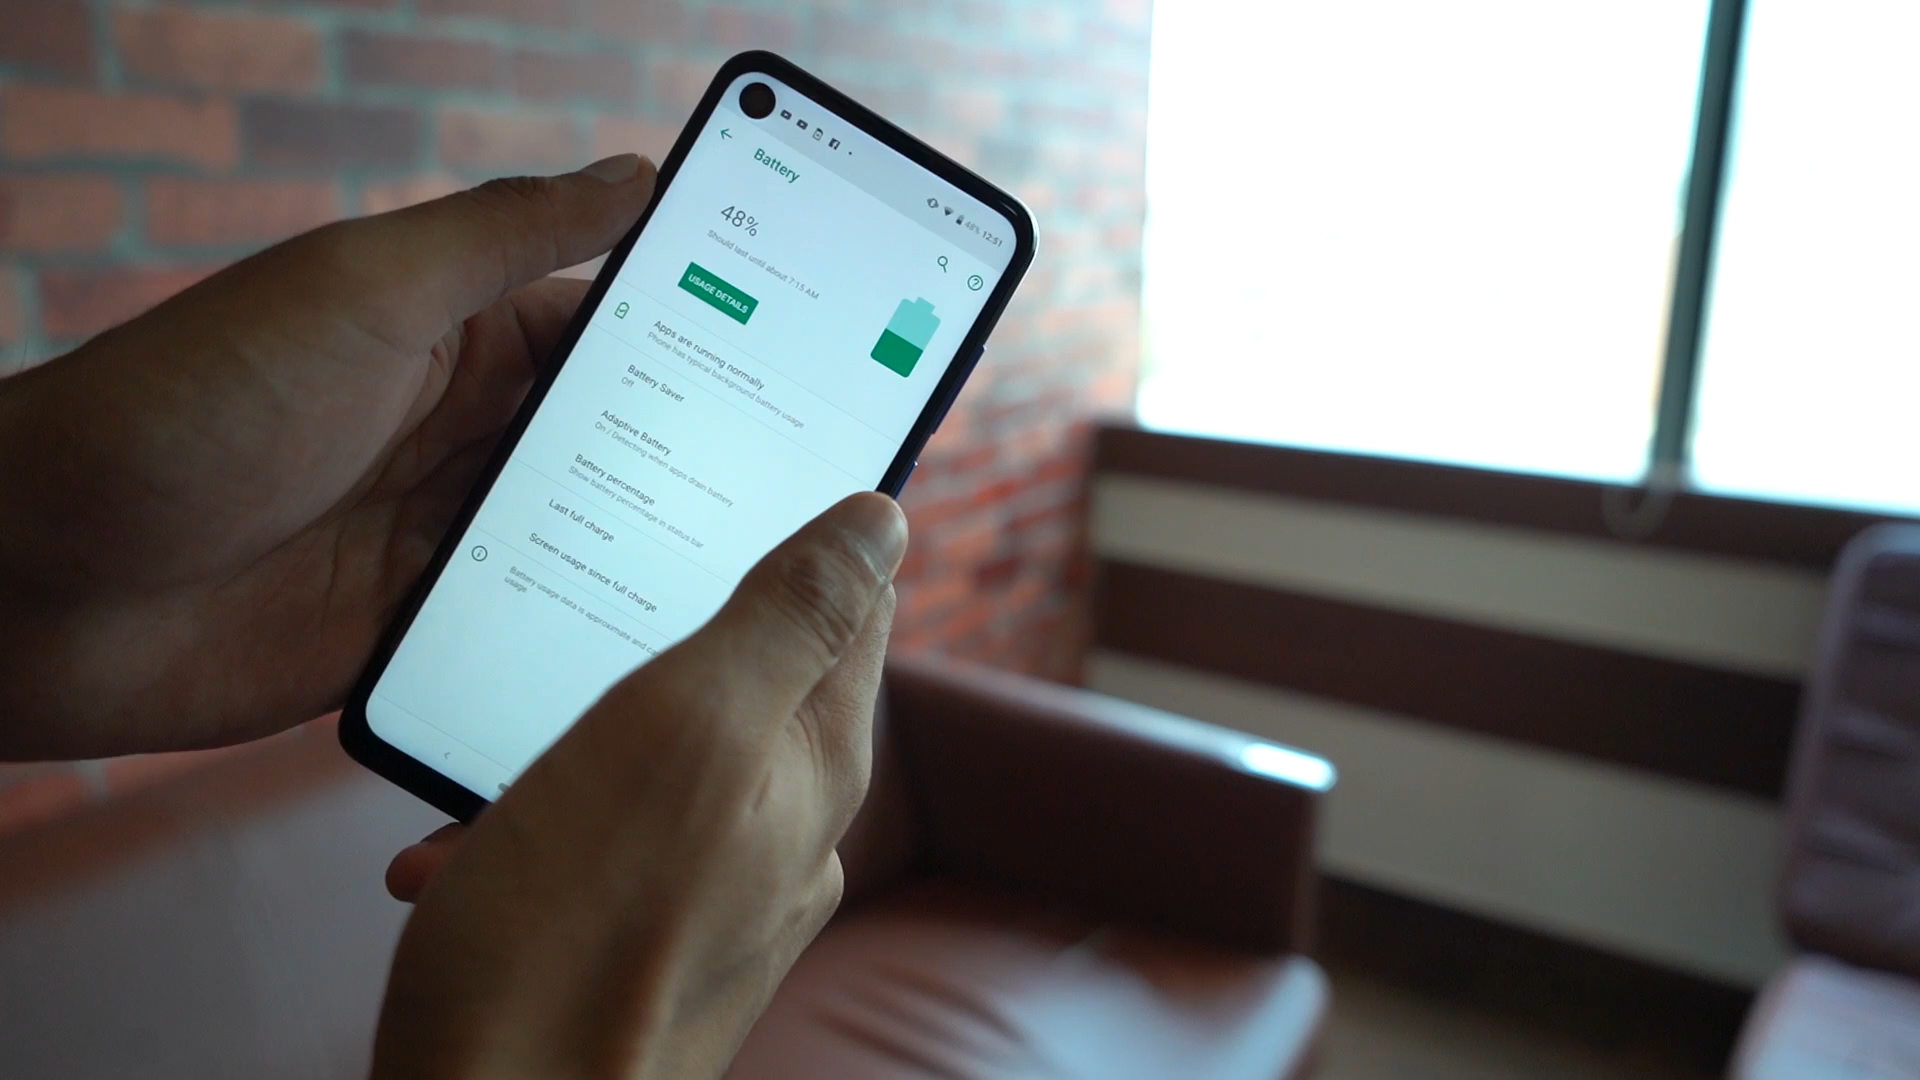 48% 12:51
Battery
48%
Should last until about 7:15 AM
USAGE DETAILS
Apps are running normally
Phone has typical background battery usage
Battery Saver
Off
Adaptive Battery
On / Detecting when apps drain battery
Battery percentage
Show battery percentage in status bar
Last full charge
Screen usage since full charge
Battery usage data is approximate and
usage